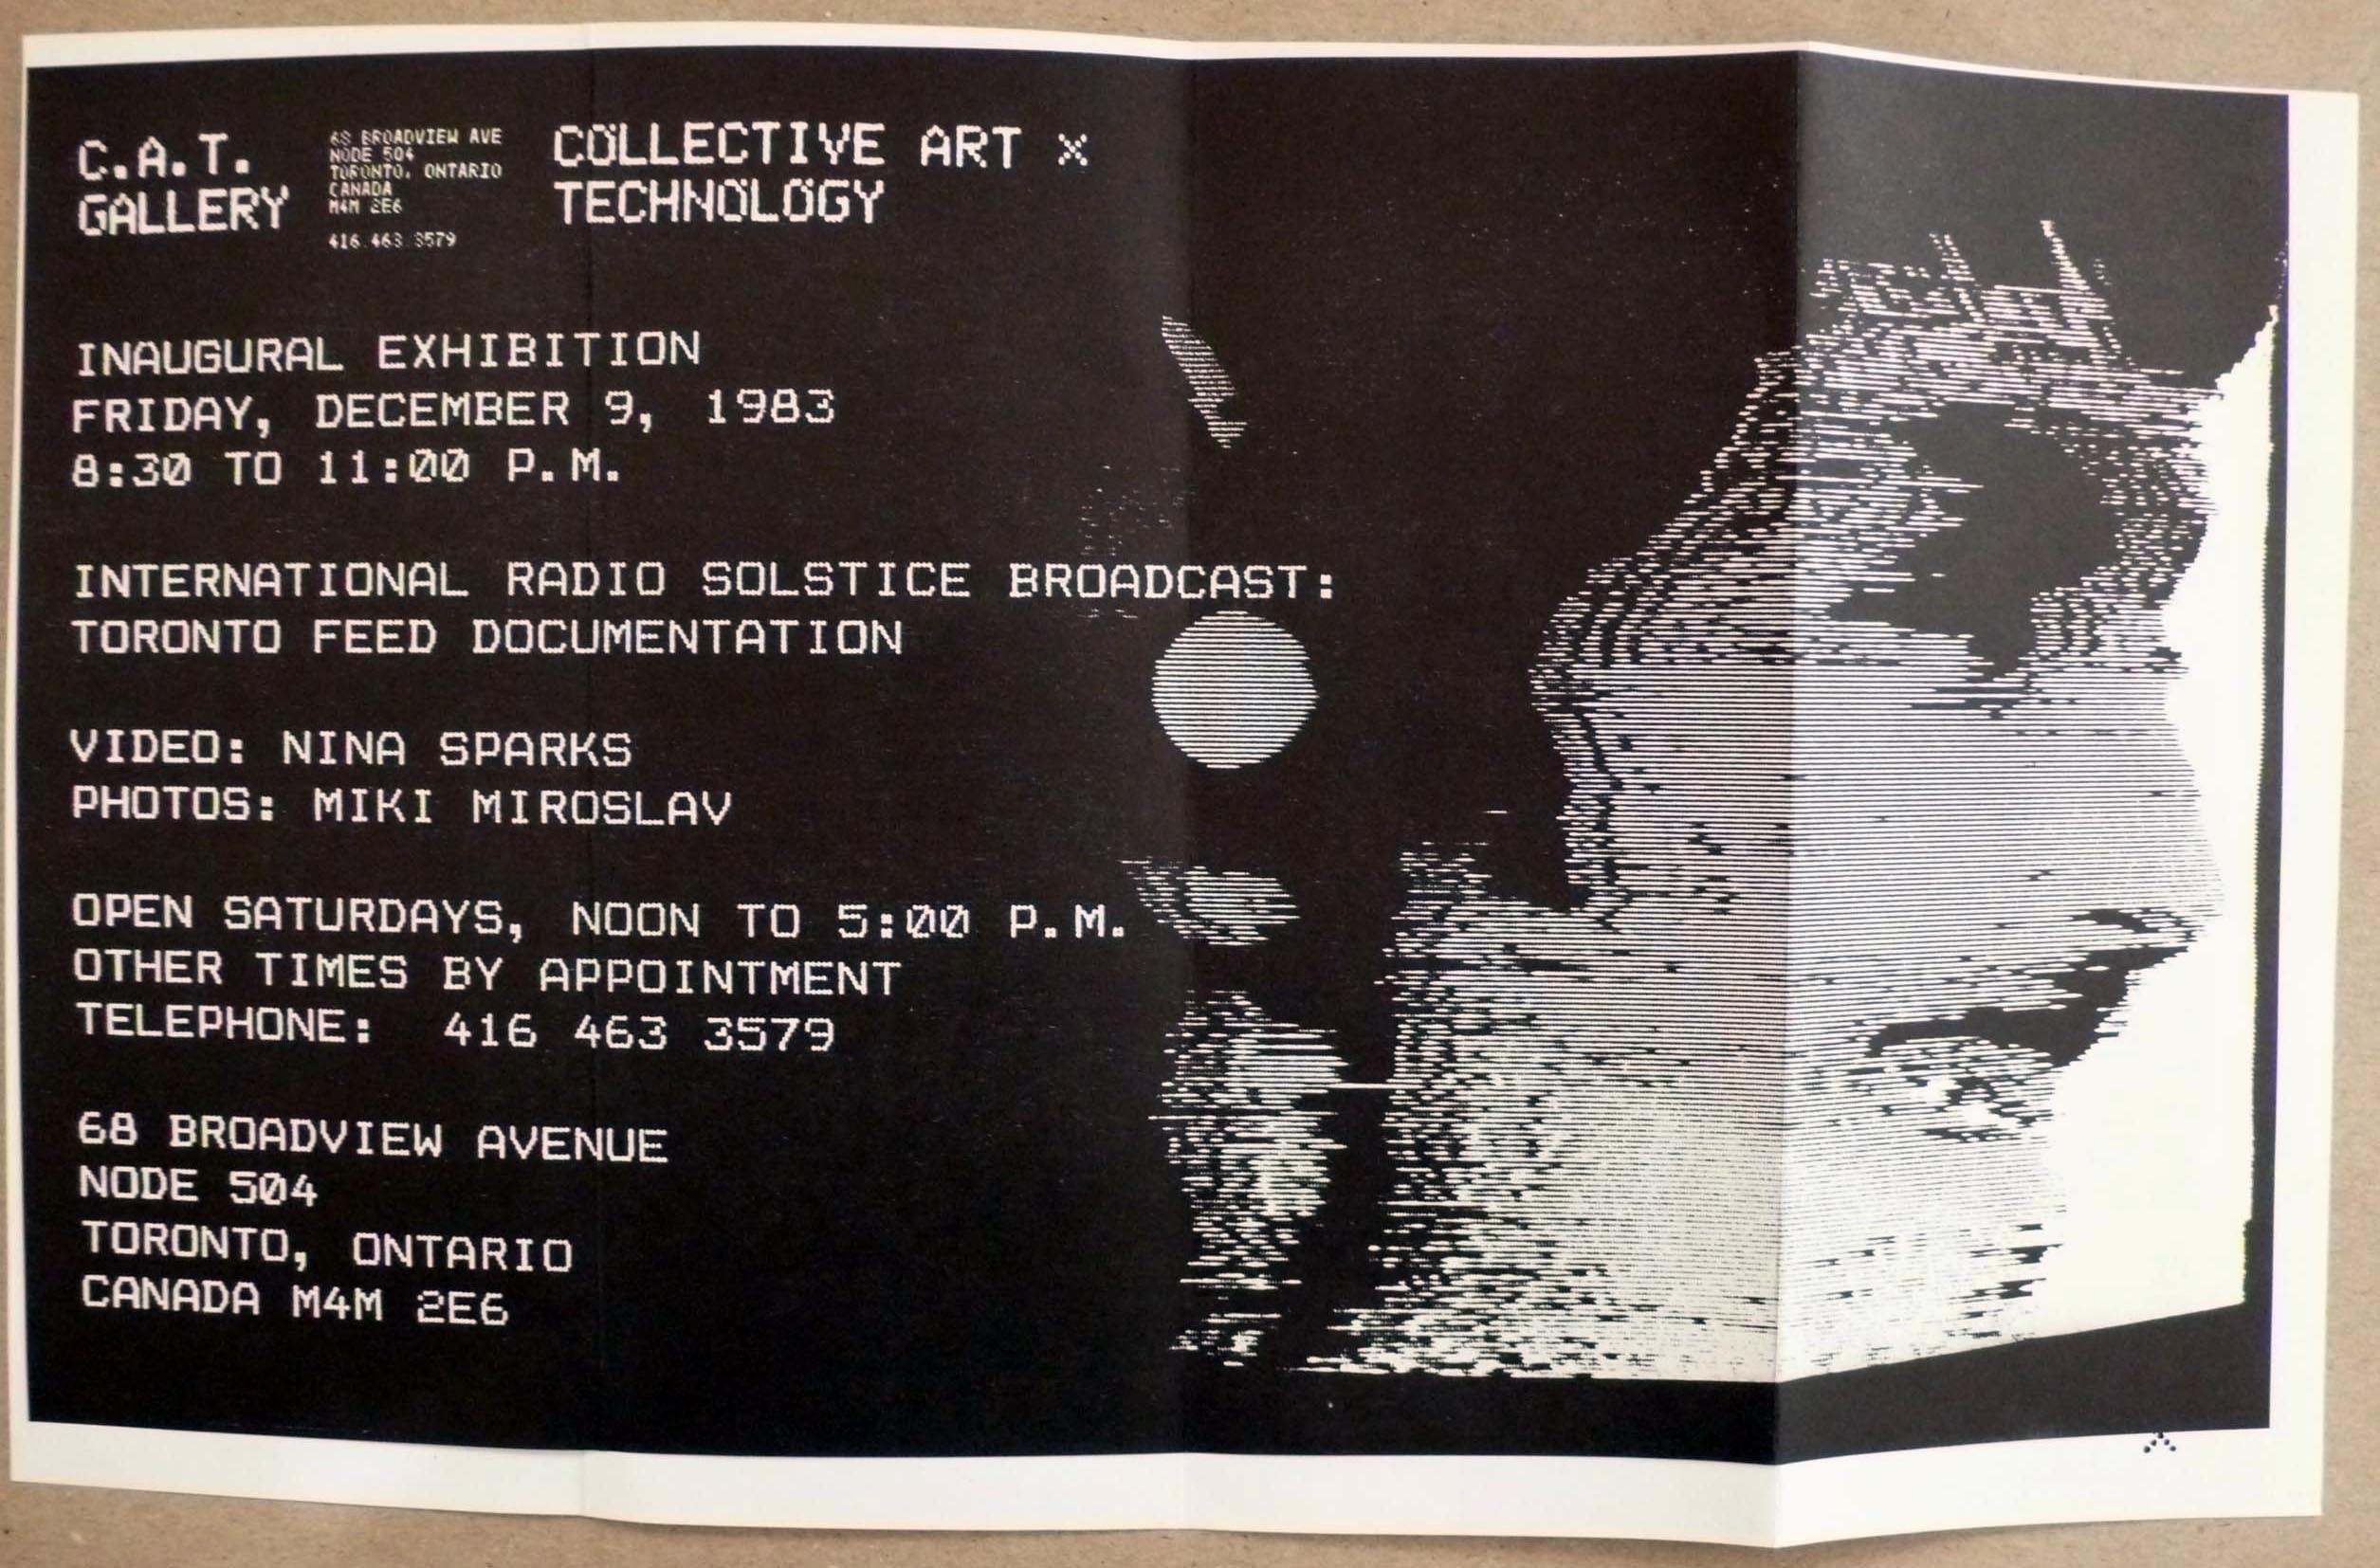 C.A.T.
GALLERY
68 BROADVIEW AVE
NODE 504
TORONTO, ONTARIO
CANADA
M4M 2E6
416 463 3579
COLLECTIVE ART x
TECHNOLOGY
INAUGURAL EXHIBITION
FRIDAY, DECEMBER 9, 1983
8:30 TO 11:00 P.M.
INTERNATIONAL RADIO SOLSTICE BROADCAST:
TORONTO FEED DOCUMENTATION
VIDEO: NINA SPARKS
PHOTOS: MIKI MIROSLAV
OPEN SATURDAYS, NOON TO 5:00 P.M.
OTHER TIMES BY APPOINTMENT
TELEPHONE: 416 463 3579
68 BROADVIEW AVENUE
NODE 504
TORONTO, ONTARIO
CANADA M4M 2E6